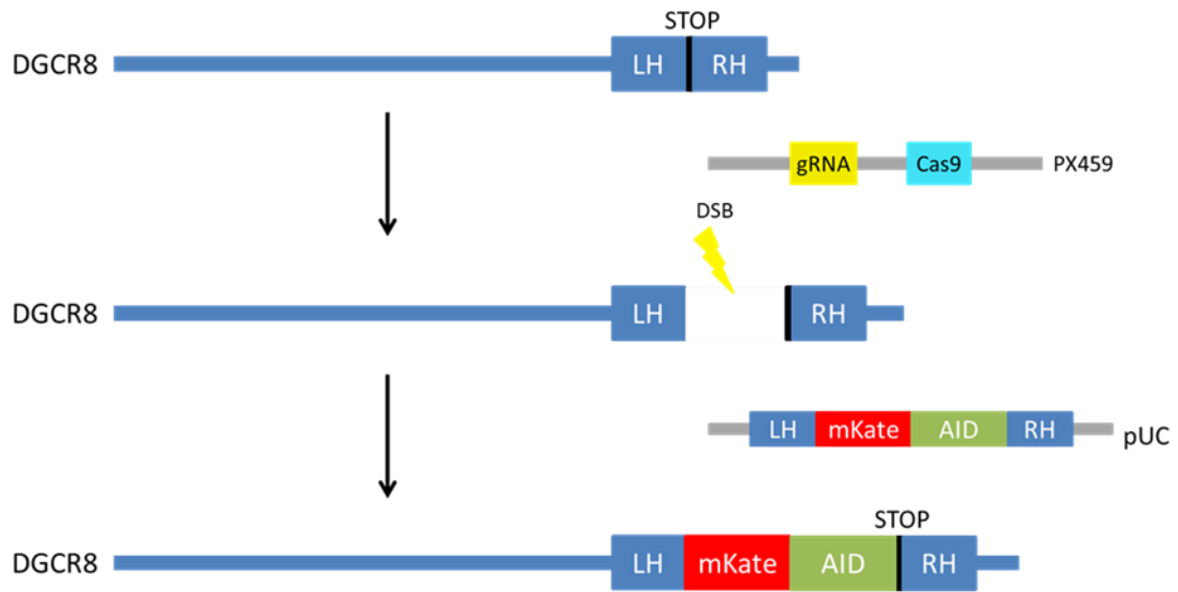 STOP
DGCR8 LH RH
gRNA Cas9 PX459
DSB
DGCR8 LH RH
LH mKate AID RH pUC
STOP
DGCR8 LH mKate AID RH